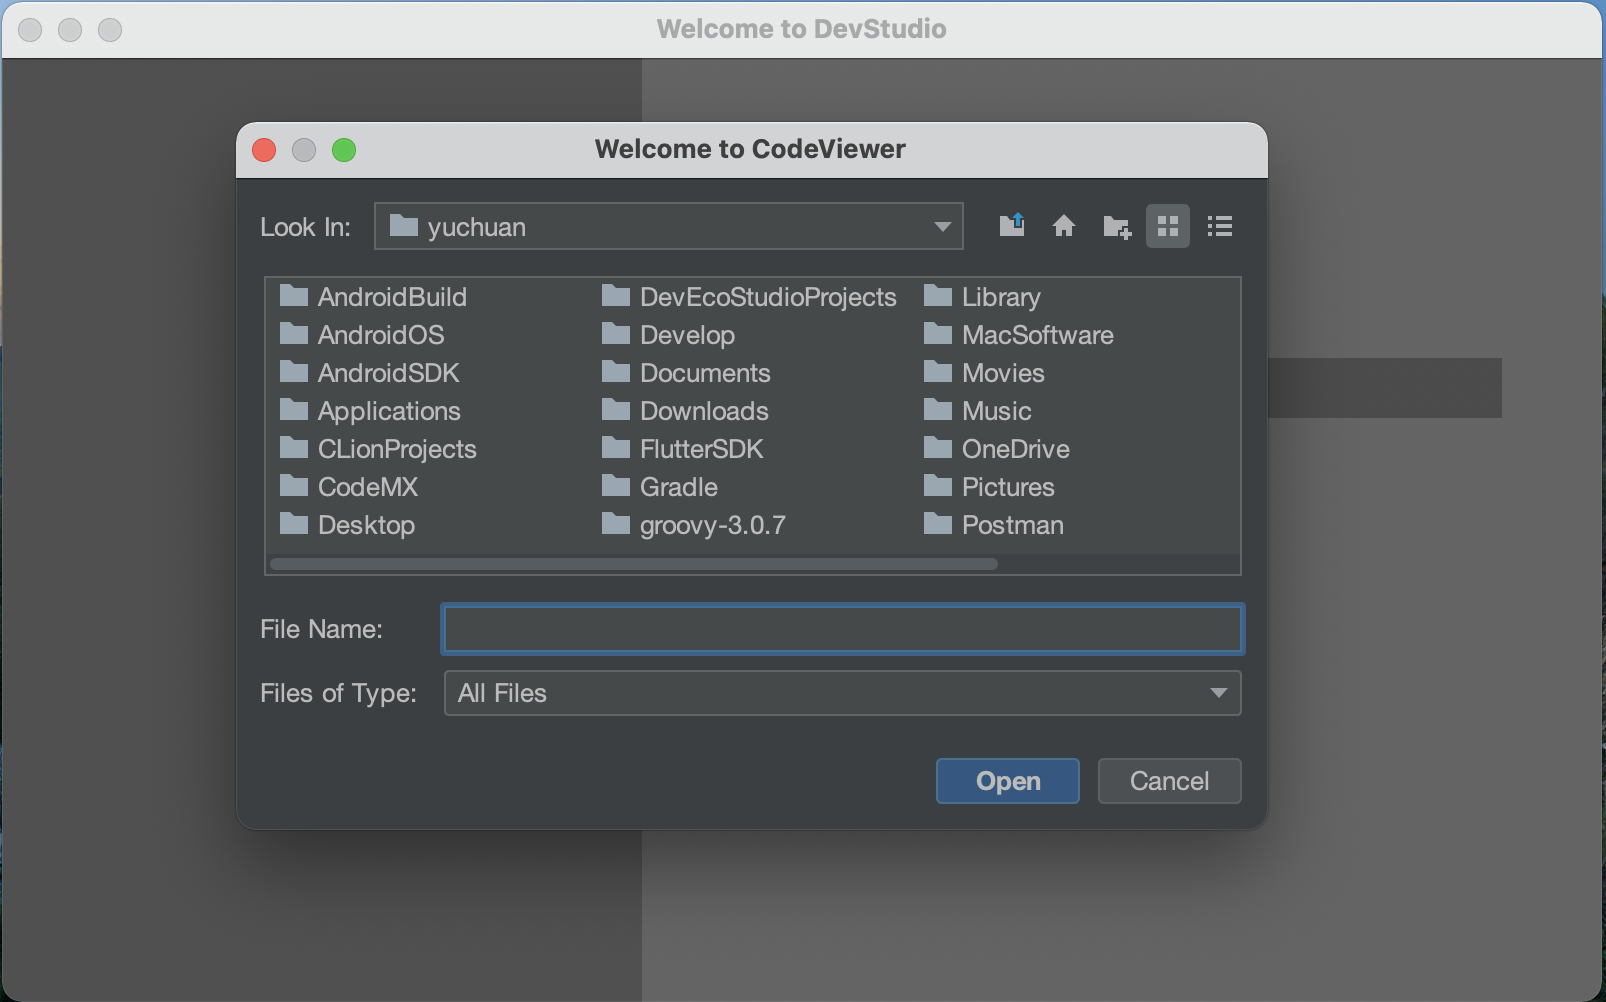 Welcome to DevStudio
Welcome to CodeViewer
Look In: yuchuan
AndroidBuild DevEcoStudioProjects Library
AndroidOS Develop MacSoftware
AndroidSDK Documents Movies
Applications Downloads Music
CLionProjects FlutterSDK OneDrive
CodeMX Gradle Pictures
Desktop groovy-3.0.7 Postman
File Name:
Files of Type: All Files
Open Cancel